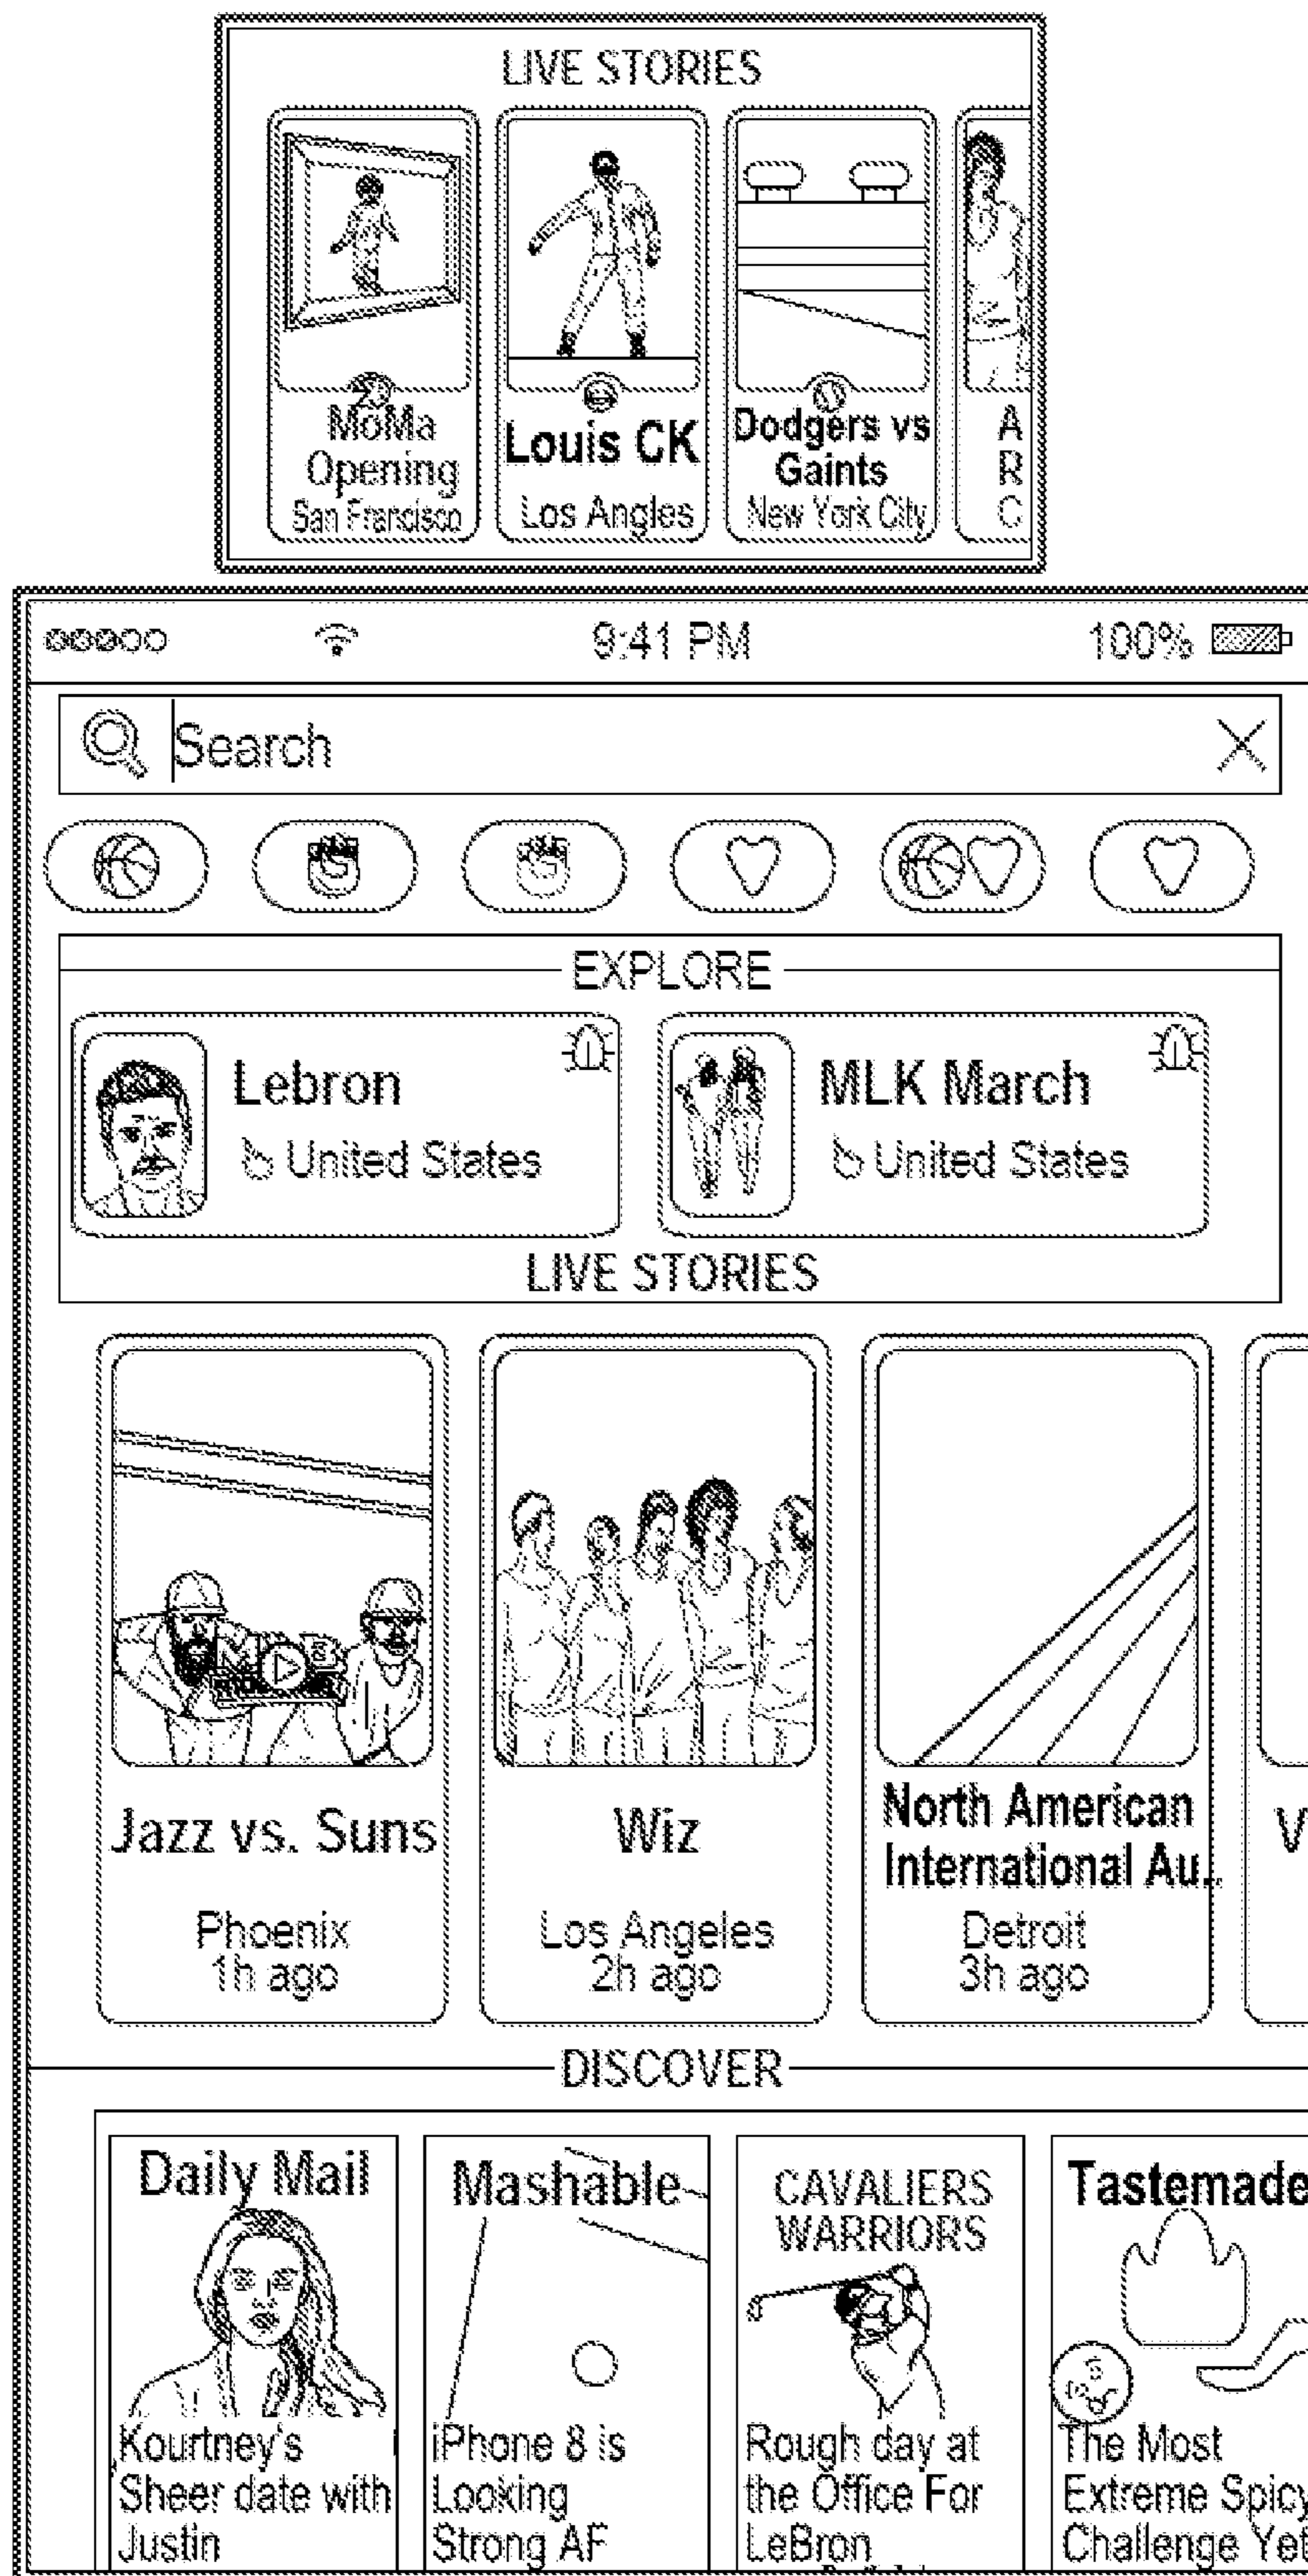 LIVE STORIES
MoMa
Opening
San Francisco
Louis CK
Los Angles
Dodgers vs
Gaints
New York City
A
R
C
9:41 PM
100%
Search
EXPLORE
Lebron
United States
MLK March
United States
LIVE STORIES
Jazz vs. Suns
Phoenix
1h ago
Wiz
Los Angeles
2h ago
North American
International Au..
Detroit
3h ago
V
DISCOVER
Daily Mail
Kourtney's
Sheer date with
Justin
Mashable
iPhone 8 is
Looking
Strong AF
CAVALIERS
WARRIORS
Rough day at
the Office For
LeBron
Tastemade
The Most
Extreme Spicy
Challenge Yet